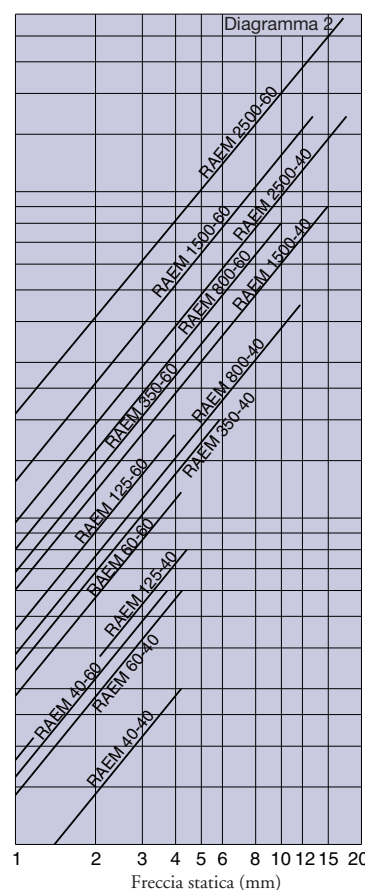 Diagramma 2
RAEM 2500-60
RAEM 1500-60
RAEM 2500-40
RAEM 800-60
RAEM 1500-40
RAEM 350-60
RAEM 800-40
RAEM 350-40
RAEM 125-60
RAEM 60-60
RAEM 125-40
RAEM 40-60
RAEM 60-40
RAEM 40-40
1 2 3 4 5 6 8 10 12 15 20
Freccia statica (mm)